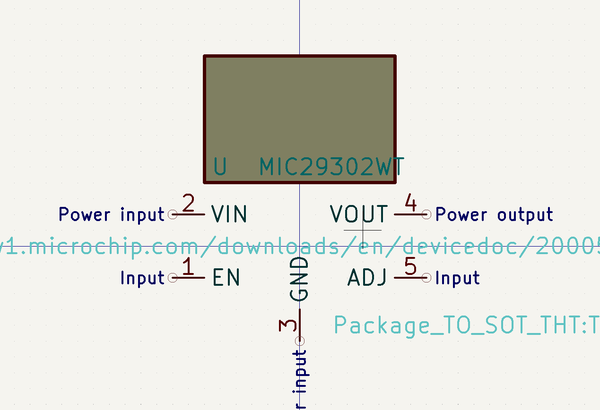 U MIC29302WT
Power input 2 VIN VOUT 4 Power output
1.microchip.com/downloads/en/devicedoc/20005
Input 1 EN GND ADJ 5 Input
3
Package_TO_SOT_THT:T
input